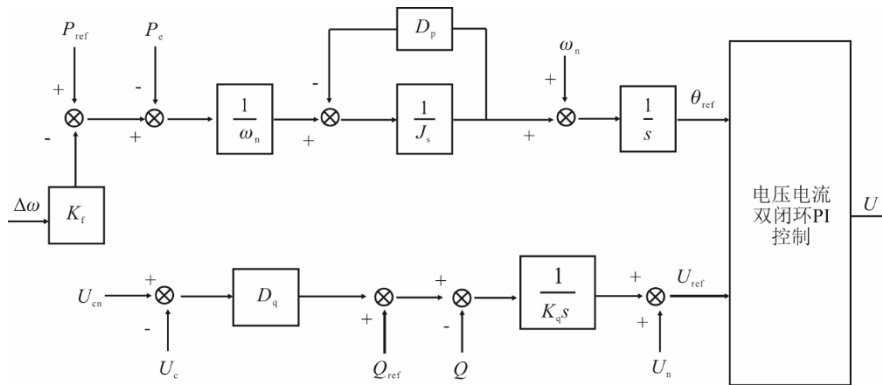 P_ref
P_e
D_p
ω_n
-
+
-
-
+
+
1/ω_n
1/J_s
1/s
θ_ref
-
+
+
+
Δω
K_f
电压电流
双闭环PI
控制
U
U_cn
+
D_q
+
1/(K_q s)
+
U_ref
-
+
-
+
U_c
Q_ref
Q
U_n